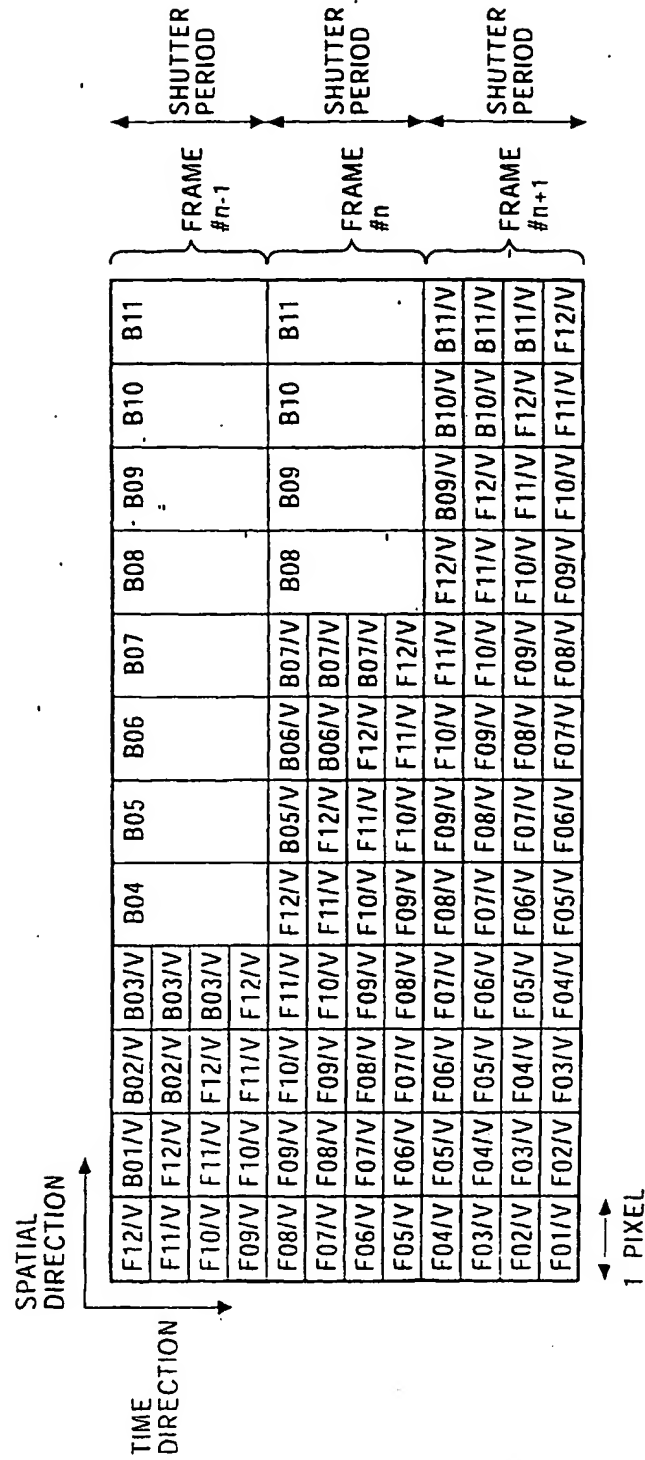 SPATIAL
DIRECTION
TIME
DIRECTION
F12/V B01/V B02/V B03/V B04 B05 B06 B07 B08 B09 B10 B11
F11/V F12/V B02/V B03/V
F10/V F11/V F12/V B03/V
F09/V F10/V F11/V F12/V
FRAME
#n-1
SHUTTER
PERIOD
F08/V F09/V F10/V F11/V F12/V B05/V B06/V B07/V B08 B09 B10 B11
F07/V F08/V F09/V F10/V F11/V F12/V B06/V B07/V
F06/V F07/V F08/V F09/V F10/V F11/V F12/V B07/V
F05/V F06/V F07/V F08/V F09/V F10/V F11/V F12/V
FRAME
#n
SHUTTER
PERIOD
F04/V F05/V F06/V F07/V F08/V F09/V F10/V F11/V F12/V B09/V B10/V B11/V
F03/V F04/V F05/V F06/V F07/V F08/V F09/V F10/V F11/V F12/V B10/V B11/V
F02/V F03/V F04/V F05/V F06/V F07/V F08/V F09/V F10/V F11/V F12/V B11/V
F01/V F02/V F03/V F04/V F05/V F06/V F07/V F08/V F09/V F10/V F11/V F12/V
FRAME
#n+1
SHUTTER
PERIOD
1 PIXEL